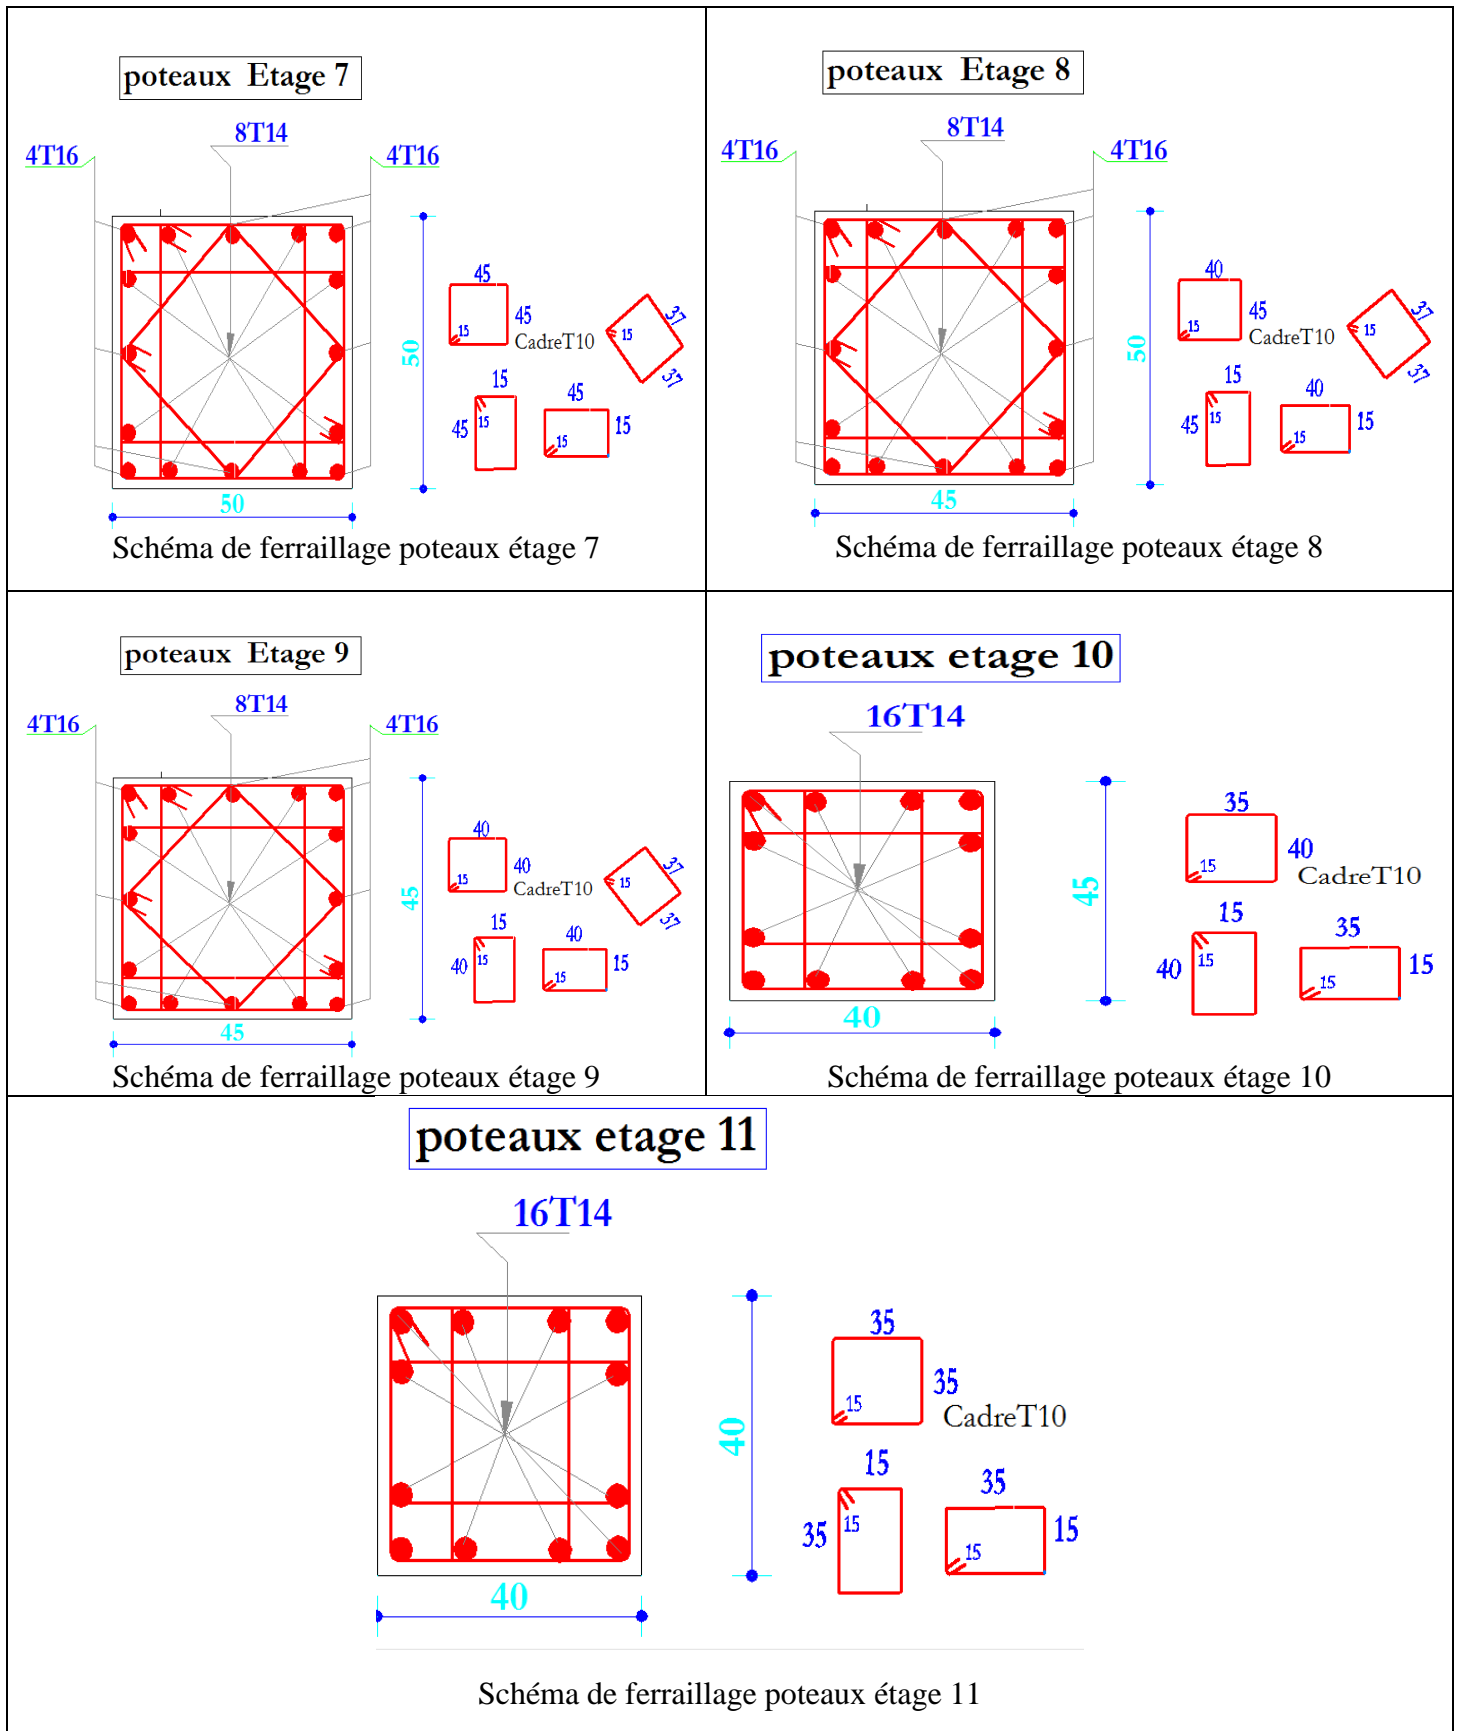 poteaux Etage 7
8T14
4T16
4T16
45
45
CadreT10
15
37
37
15
50
15
45
15
45
15
15
50
Schéma de ferraillage poteaux étage 7
poteaux Etage 8
8T14
4T16
4T16
40
45
CadreT10
15
37
37
15
50
15
45
15
40
15
15
45
Schéma de ferraillage poteaux étage 8
poteaux Etage 9
8T14
4T16
4T16
40
40
CadreT10
15
37
37
15
45
15
40
15
40
15
15
45
Schéma de ferraillage poteaux étage 9
poteaux etage 10
16T14
35
40
CadreT10
15
45
15
40
15
35
15
15
40
Schéma de ferraillage poteaux étage 10
poteaux etage 11
16T14
35
35
CadreT10
15
40
15
35
15
35
15
15
40
Schéma de ferraillage poteaux étage 11